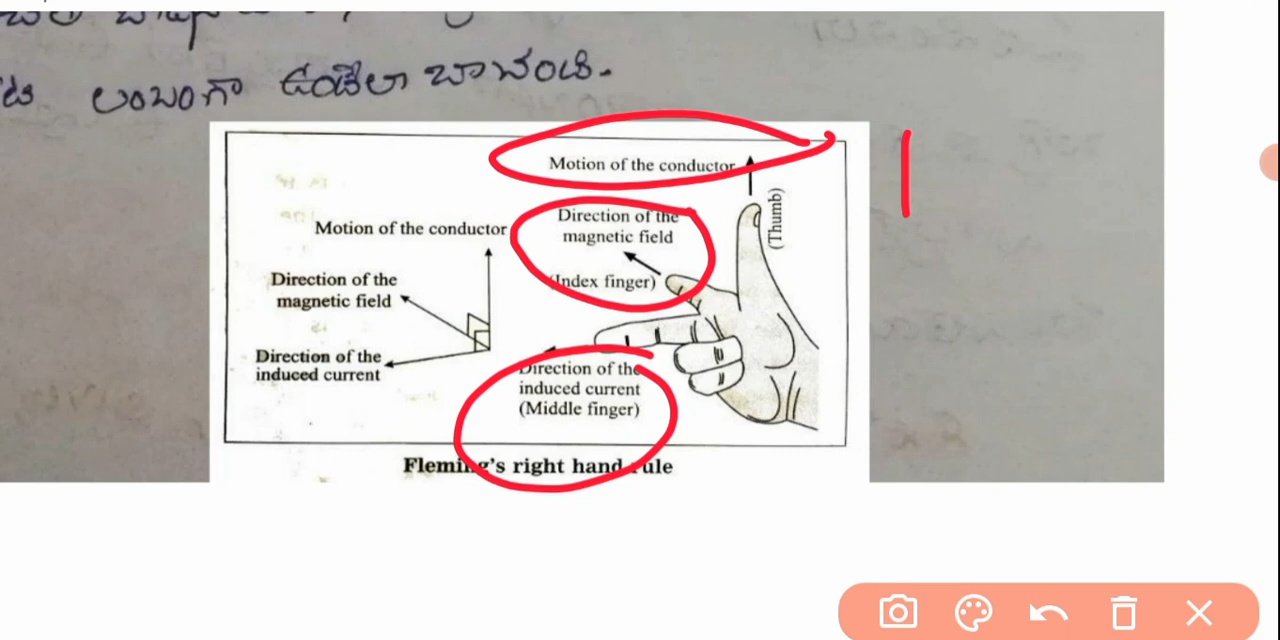 లంబంగా ఉండేలా చాచండి.
Motion of the conductor
Direction of the
magnetic field
(Index finger)
(Thumb)
Motion of the conductor
Direction of the
magnetic field
Direction of the
induced current
Direction of the
induced current
(Middle finger)
Fleming's right hand rule